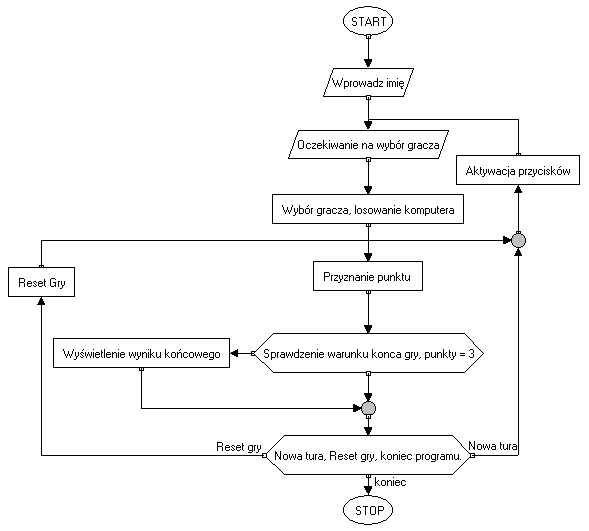 START
Wprowadz imię
Oczekiwanie na wybór gracza
Aktywacja przycisków
Wybór gracza, losowanie komputera
Reset Gry
Przyznanie punktu
Wyświetlenie wyniku końcowego
Sprawdzenie warunku konca gry, punkty = 3
Reset gry
Nowa tura, Reset gry, koniec programu.
Nowa tura
koniec
STOP